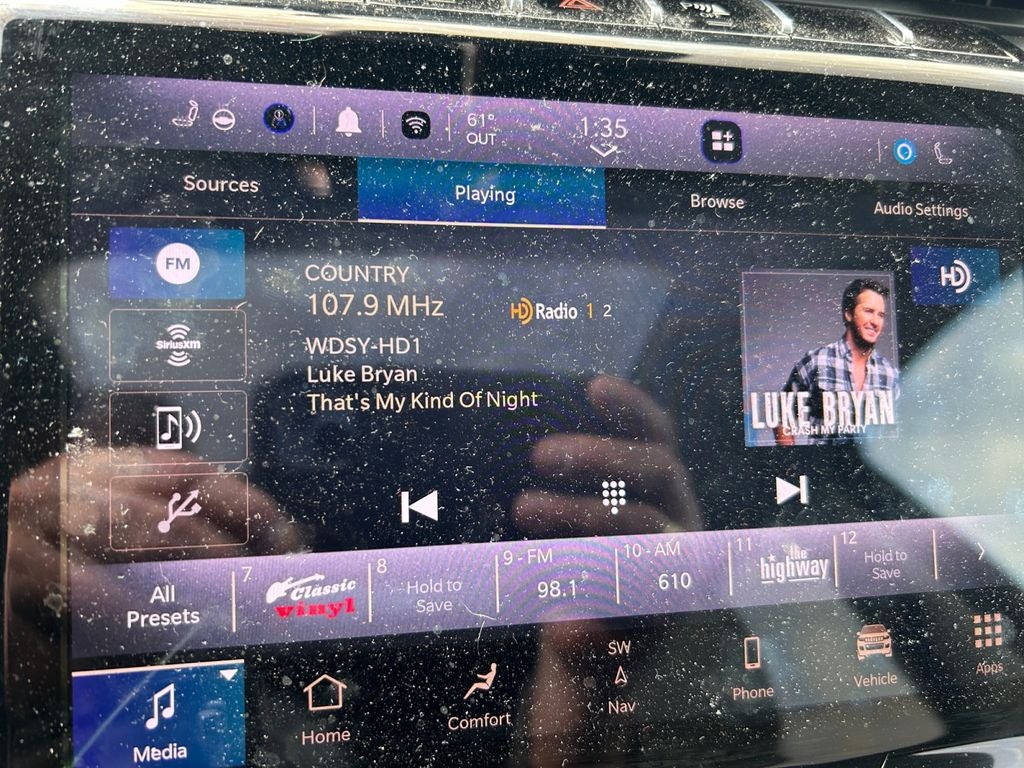 61°
OUT
1:35
Sources
Playing
Browse
Audio Settings
FM
COUNTRY
107.9 MHz
HD Radio 1 2
HD
SiriusXM
WDSY-HD1
Luke Bryan
That's My Kind Of Night
LUKE BRYAN
CRASH MY PARTY
All
Presets
7
Classic
vinyl
8
Hold to
Save
9 - FM
98.1
10 - AM
610
11
the
highway
12
Hold to
Save
Media
Home
Comfort
SW
Nav
Phone
Vehicle
Apps